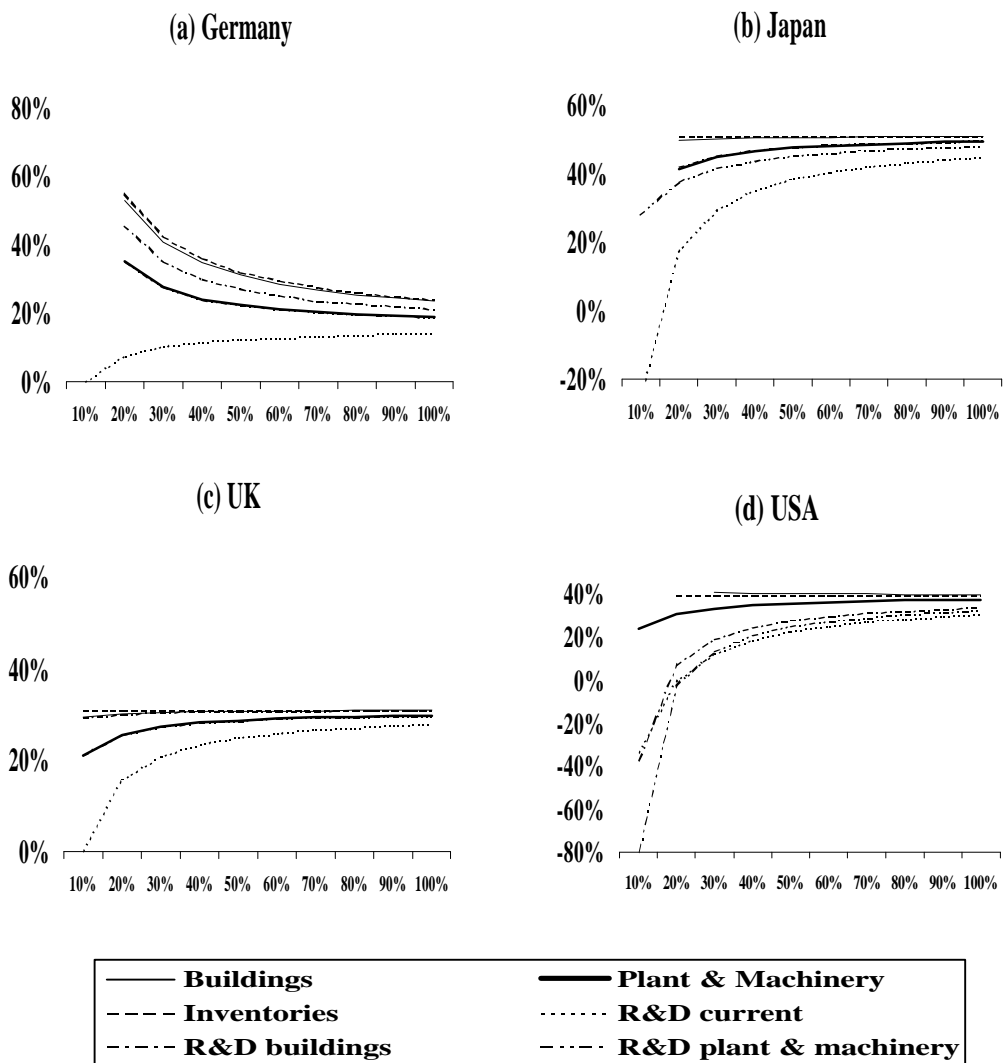 (a) Germany
80%
60%
40%
20%
0%
10% 20% 30% 40% 50% 60% 70% 80% 90% 100%
(b) Japan
60%
40%
20%
0%
-20%
10% 20% 30% 40% 50% 60% 70% 80% 90% 100%
(c) UK
60%
40%
20%
0%
10% 20% 30% 40% 50% 60% 70% 80% 90% 100%
(d) USA
40%
20%
0%
-20%
-40%
-60%
-80%
10% 20% 30% 40% 50% 60% 70% 80% 90% 100%
Buildings
Plant & Machinery
Inventories
R&D current
R&D buildings
R&D plant & machinery